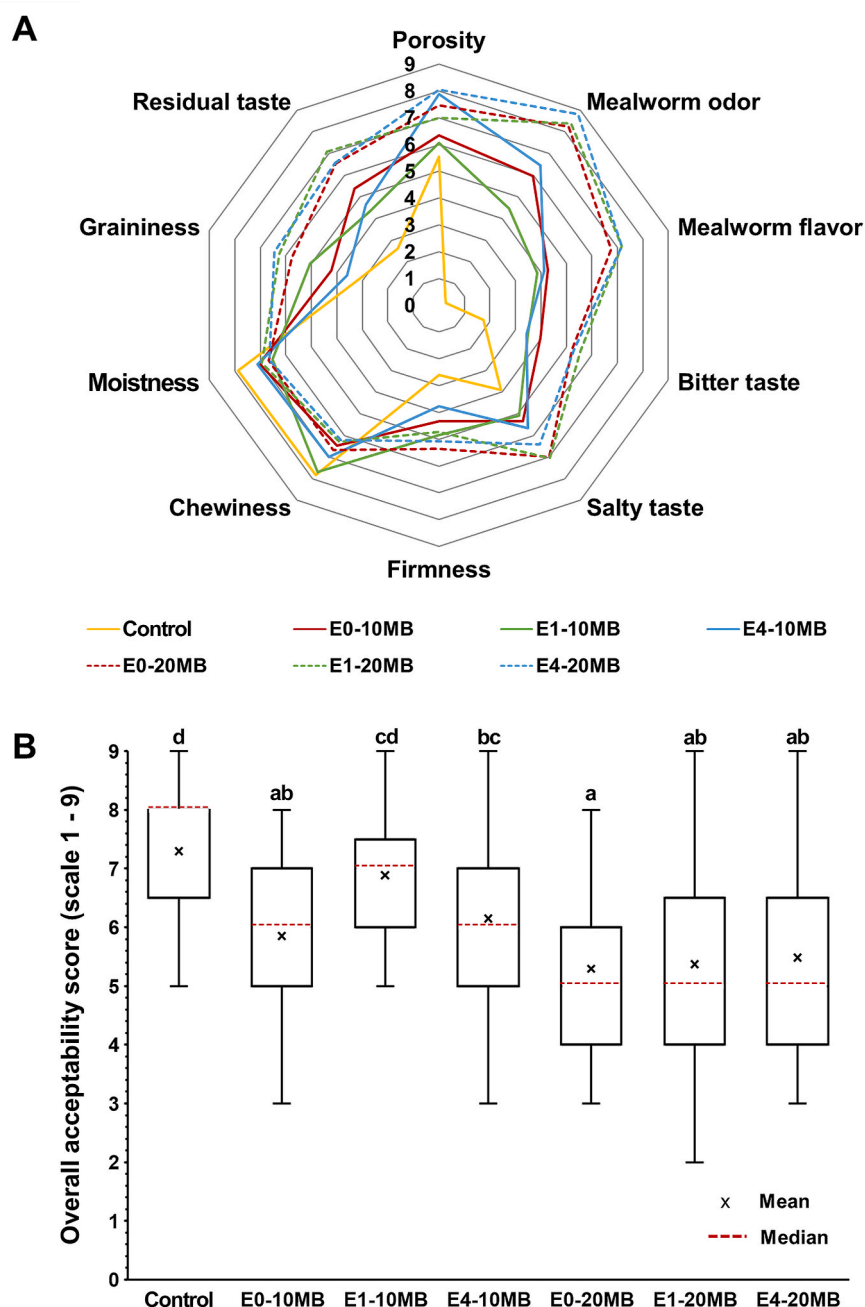 A
Porosity
9
8
7
6
5
4
3
2
1
0
Residual taste
Mealworm odor
Graininess
Mealworm flavor
Moistness
Bitter taste
Chewiness
Salty taste
Firmness
Control
E0-10MB
E1-10MB
E4-10MB
E0-20MB
E1-20MB
E4-20MB
B
Overall acceptability score (scale 1 - 9)
9
8
7
6
5
4
3
2
1
0
d
ab
cd
bc
a
ab
ab
x Mean
Median
Control E0-10MB E1-10MB E4-10MB E0-20MB E1-20MB E4-20MB